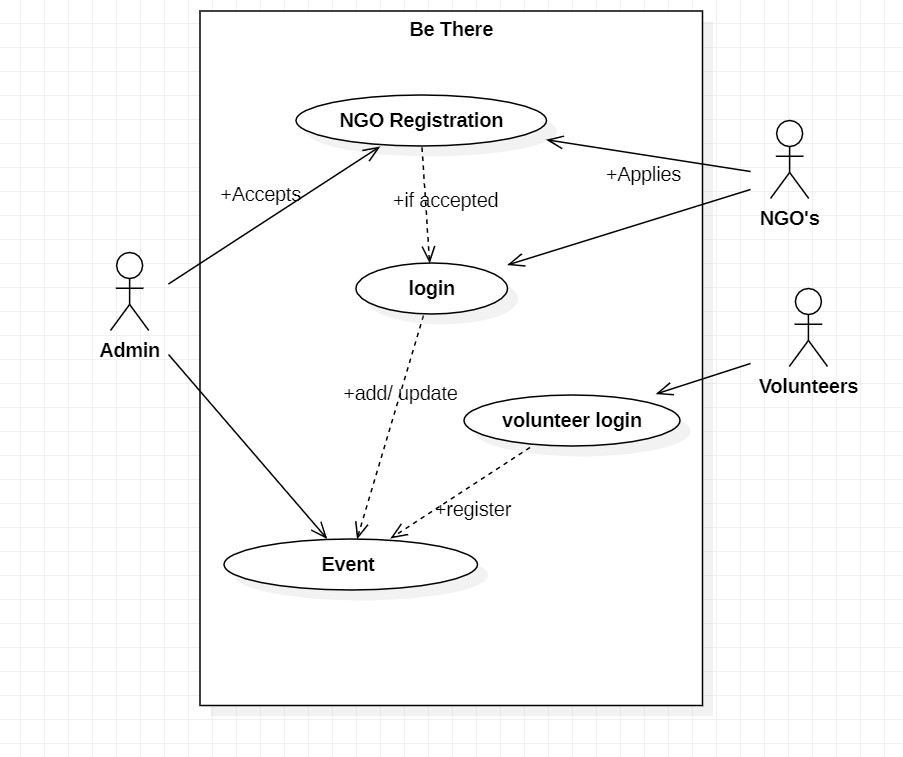 Be There
NGO Registration
+Applies
+Accepts
+if accepted
NGO's
login
Admin
Volunteers
+add/ update
volunteer login
+register
Event